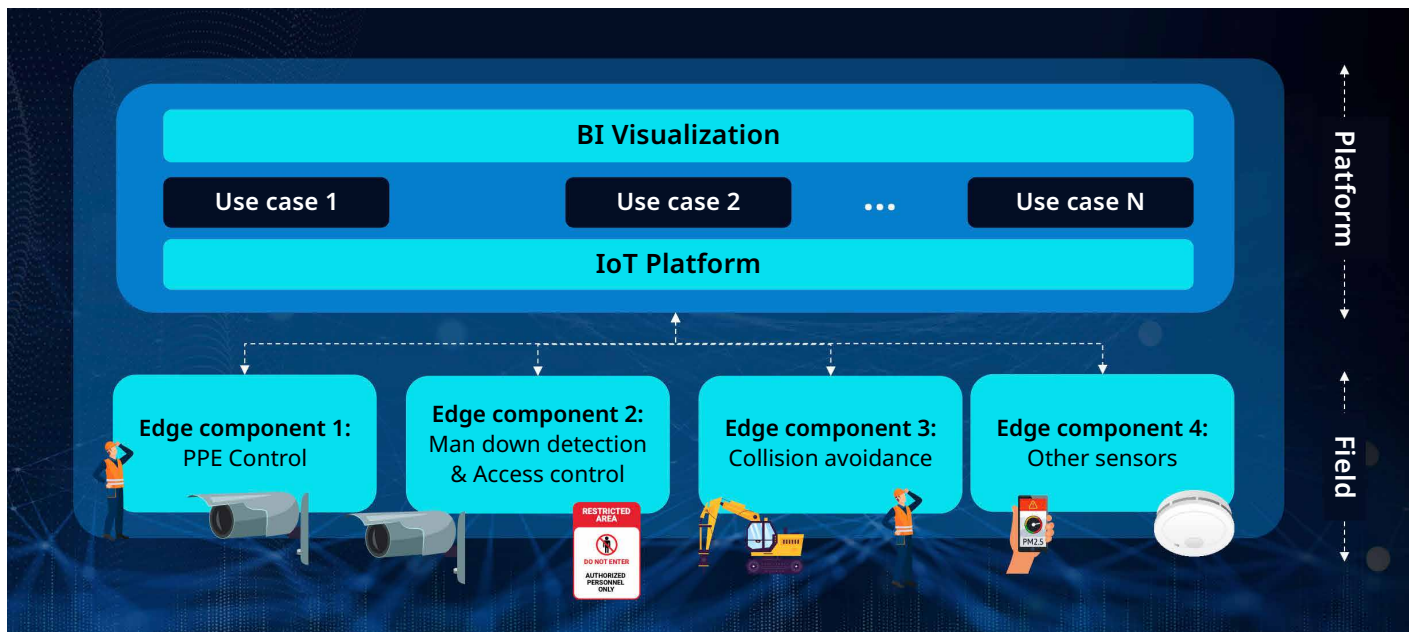 BI Visualization
Use case 1
Use case 2
...
Use case N
IoT Platform
Platform
Edge component 1:
PPE Control
Edge component 2:
Man down detection
& Access control
Edge component 3:
Collision avoidance
Edge component 4:
Other sensors
Field
RESTRICTED
AREA
DO NOT ENTER
AUTHORIZED
PERSONNEL
ONLY
PM2.5